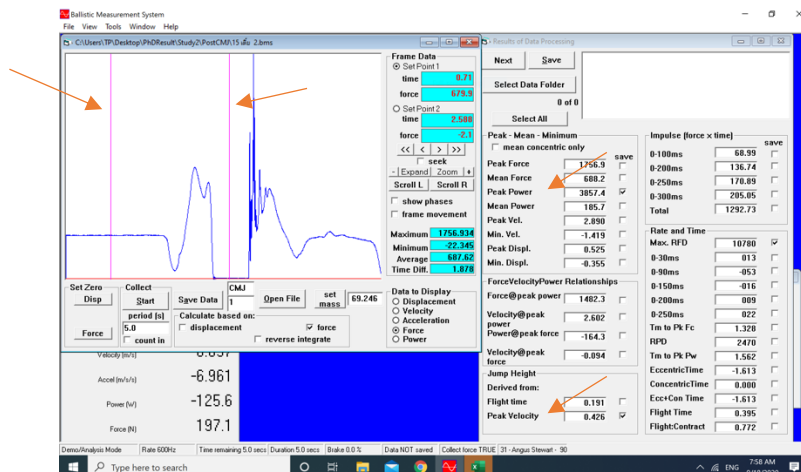 Ballistic Measurement System
File View Tools Window Help
C:\Users\TP\Desktop\PhDResult\Study2\PostCMJ\15 เต้ม 2.bms
Frame Data
Set Point 1
time 0.71
force 679.9
Set Point 2
time 2.588
force -2.1
<< < > >>
seek
- Expand Zoom +
Scroll L Scroll R
show phases
frame movement
Maximum 1756.934
Minimum -22.345
Average 687.62
Time Diff. 1.878
Set Zero
Disp
Force
Collect
Start
period (s)
5.0
count in
Save Data
CMJ
1
Open File
set mass 69.246
Calculate based on:
displacement
force
reverse integrate
Data to Display
Displacement
Velocity
Acceleration
Force
Power
Velocity (m/s)
Accel (m/s/s) -6.961
Power (W) -125.6
Force (N) 197.1
Results of Data Processing
Next Save
Select Data Folder
0 of 0
Select All
Peak - Mean - Minimum
mean concentric only
save
Peak Force 1756.9
Mean Force 688.2
Peak Power 3857.4
Mean Power 185.7
Peak Vel. 2.890
Min. Vel. -1.419
Peak Displ. 0.525
Min. Displ. -0.355
ForceVelocityPower Relationships
Force@peak power 1482.3
Velocity@peak power 2.602
Power@peak force -164.3
Velocity@peak force -0.094
Jump Height
Derived from:
Flight time 0.191
Peak Velocity 0.426
Impulse (force x time)
save
0-100ms 68.99
0-200ms 136.74
0-250ms 170.89
0-300ms 205.05
Total 1292.73
Rate and Time
Max. RFD 10780
0-30ms 013
0-90ms -053
0-150ms -016
0-200ms 009
0-250ms 022
Tm to Pk Fc 1.328
RPD 2470
Tm to Pk Pw 1.562
EccentricTime -1.613
ConcentricTime 0.000
Ecc+Con Time -1.613
Flight Time 0.395
Flight:Contract 0.772
Demo/Analysis Mode Rate 600Hz Time remaining 5.0 secs Duration 5.0 secs Brake 0.0 % Data NOT saved Collect force TRUE 31 - Angus Stewart - 90
Type here to search
ENG
7:58 AM